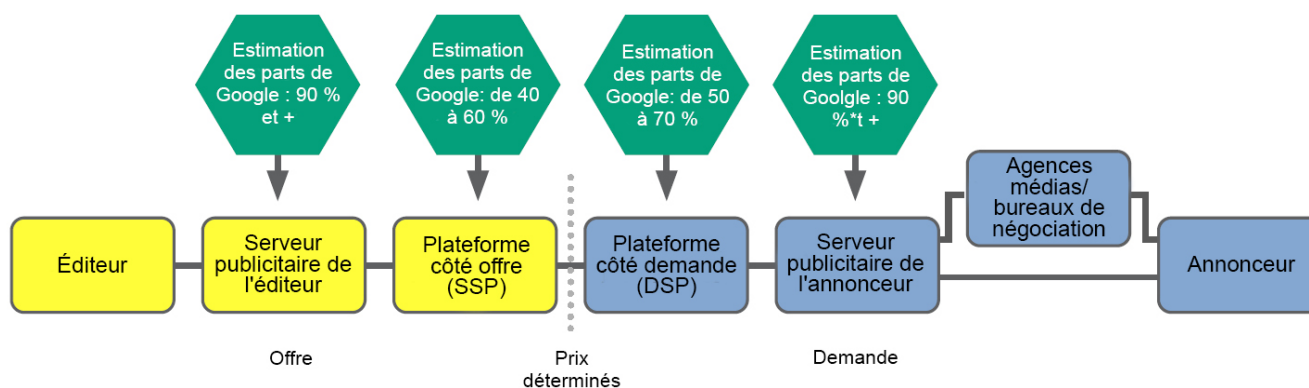 Estimation
des parts de
Google : 90 %
et +
Estimation
des parts de
Google: de 40
à 60 %
Estimation
des parts de
Google: de 50
à 70 %
Estimation
des parts de
Goolgle : 90
%*t +
Agences
médias/
bureaux de
négociation
Éditeur
Serveur
publicitaire de
l'éditeur
Plateforme
côté offre
(SSP)
Plateforme
côté demande
(DSP)
Serveur
publicitaire de
l'annonceur
Annonceur
Offre
Prix
déterminés
Demande